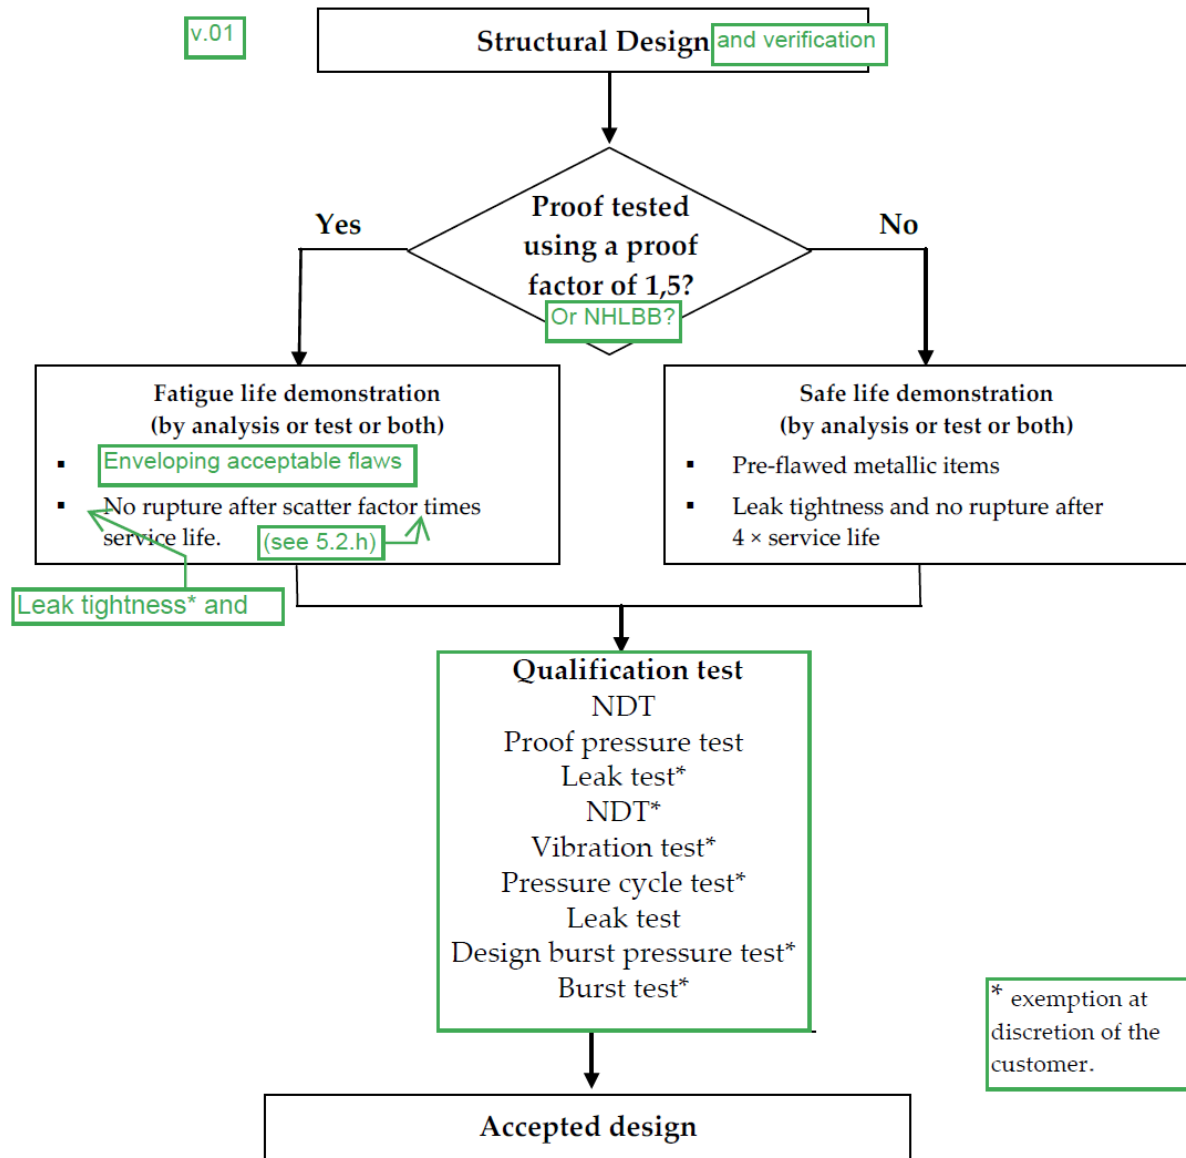 v.01
Structural Design and verification
Proof tested
using a proof
factor of 1,5?
Or NHLBB?
Yes
No
Fatigue life demonstration
(by analysis or test or both)
▪ Enveloping acceptable flaws
▪ No rupture after scatter factor times
service life. (see 5.2.h)
Leak tightness* and
Safe life demonstration
(by analysis or test or both)
▪ Pre-flawed metallic items
▪ Leak tightness and no rupture after
4 × service life
Qualification test
NDT
Proof pressure test
Leak test*
NDT*
Vibration test*
Pressure cycle test*
Leak test
Design burst pressure test*
Burst test*
* exemption at
discretion of the
customer.
Accepted design